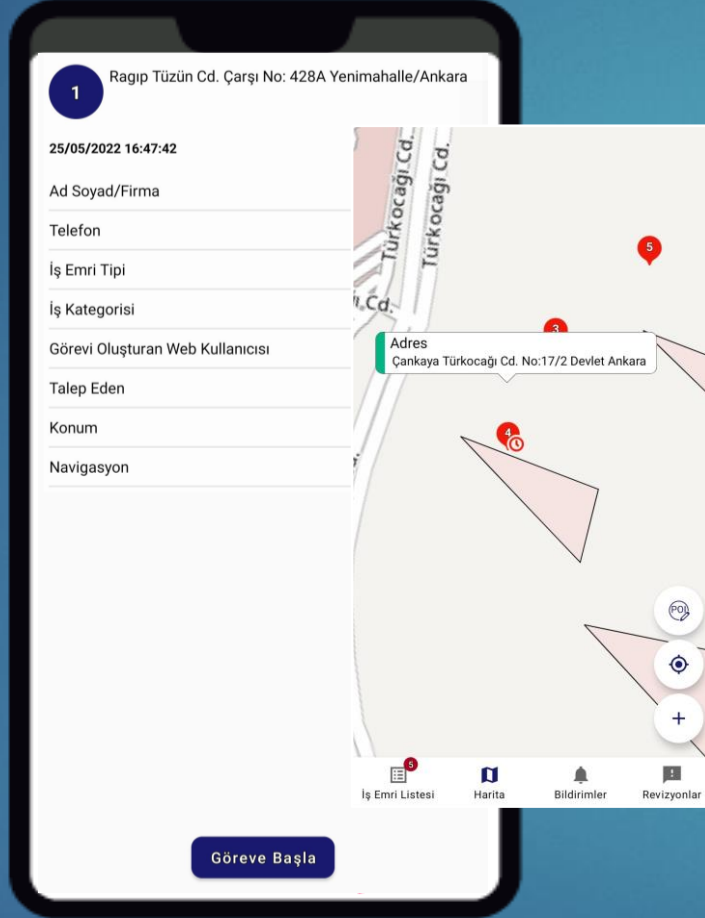 1
Ragıp Tüzün Cd. Çarşı No: 428A Yenimahalle/Ankara
25/05/2022 16:47:42
Ad Soyad/Firma
Telefon
İş Emri Tipi
İş Kategorisi
Görevi Oluşturan Web Kullanıcısı
Talep Eden
Konum
Navigasyon
Göreve Başla
Türkocağı Cd.
Türkocağı Cd.
Cd.
5
3
Adres
Çankaya Türkocağı Cd. No:17/2 Devlet Ankara
4
POI
+
5
İş Emri Listesi
Harita
Bildirimler
Revizyonlar